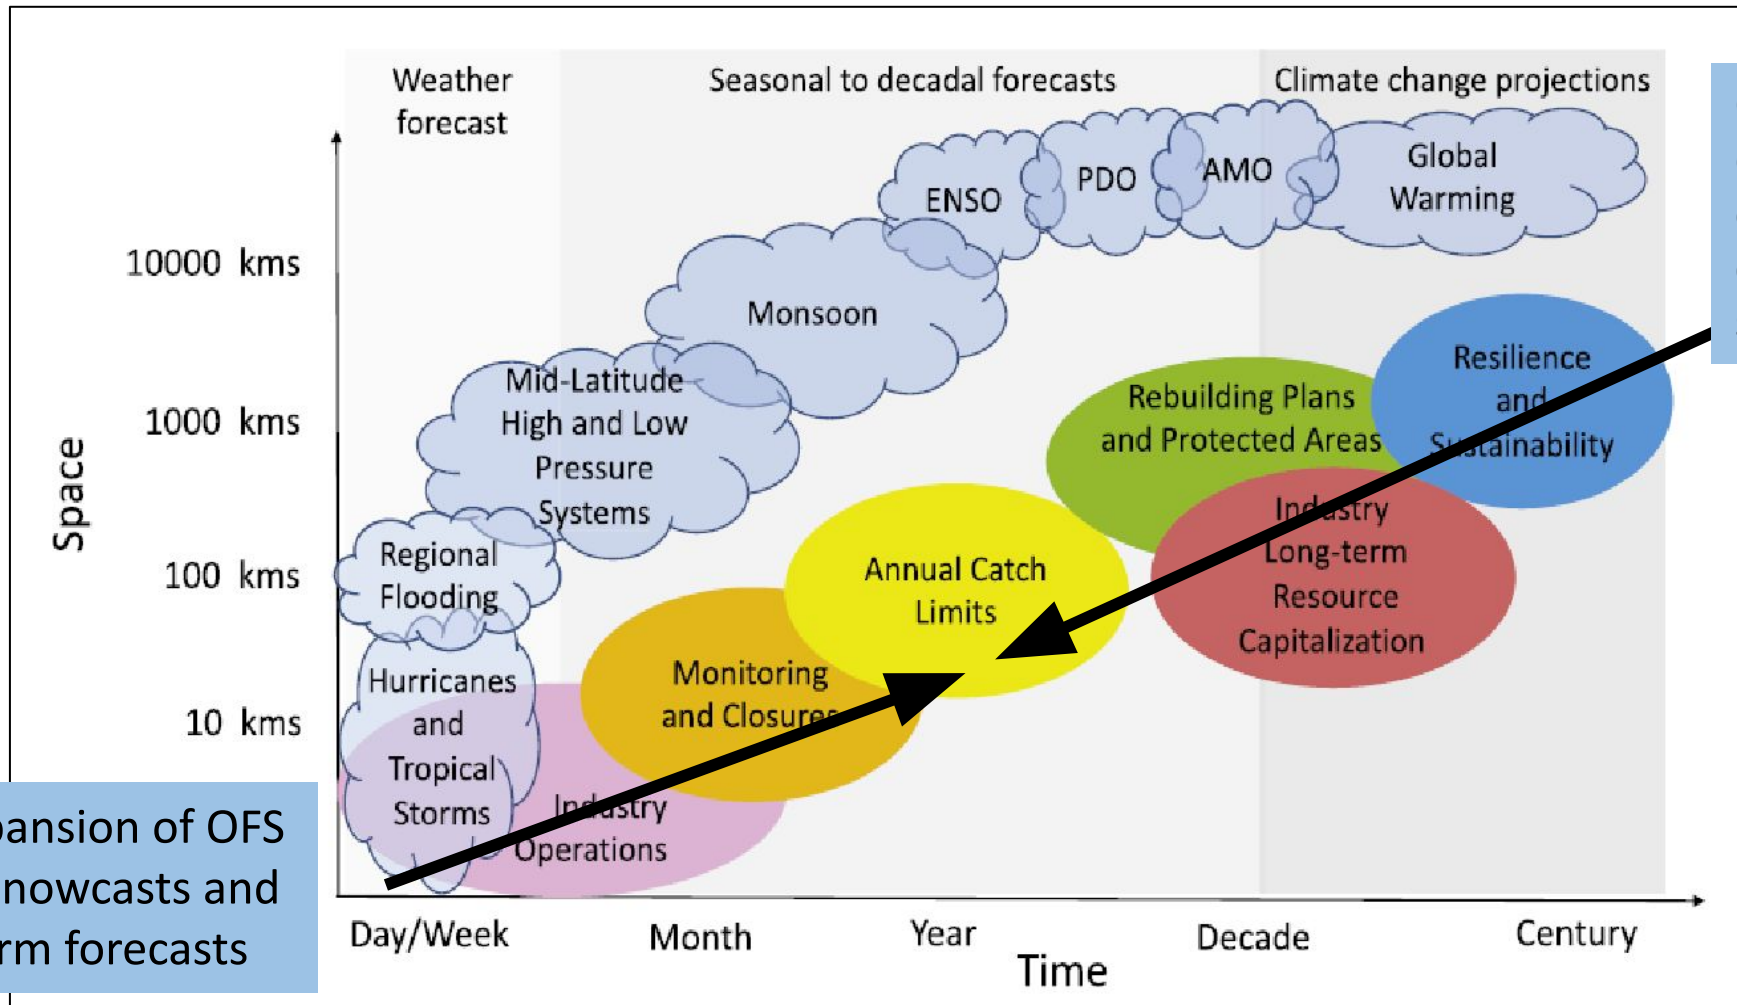 Weather
forecast
Seasonal to decadal forecasts
Climate change projections
ENSO
PDO
AMO
Global
Warming
10000 kms
Monsoon
Mid-Latitude
High and Low
Pressure
Systems
1000 kms
Rebuilding Plans
and Protected Areas
Resilience
and
Sustainability
Space
Regional
Flooding
100 kms
Annual Catch
Limits
Industry
Long-term
Resource
Capitalization
Hurricanes
and
Tropical
Storms
10 kms
Monitoring
and Closures
Industry
Operations
of OFS
nowcasts and
forecasts
Day/Week
Month
Year
Decade
Century
Time